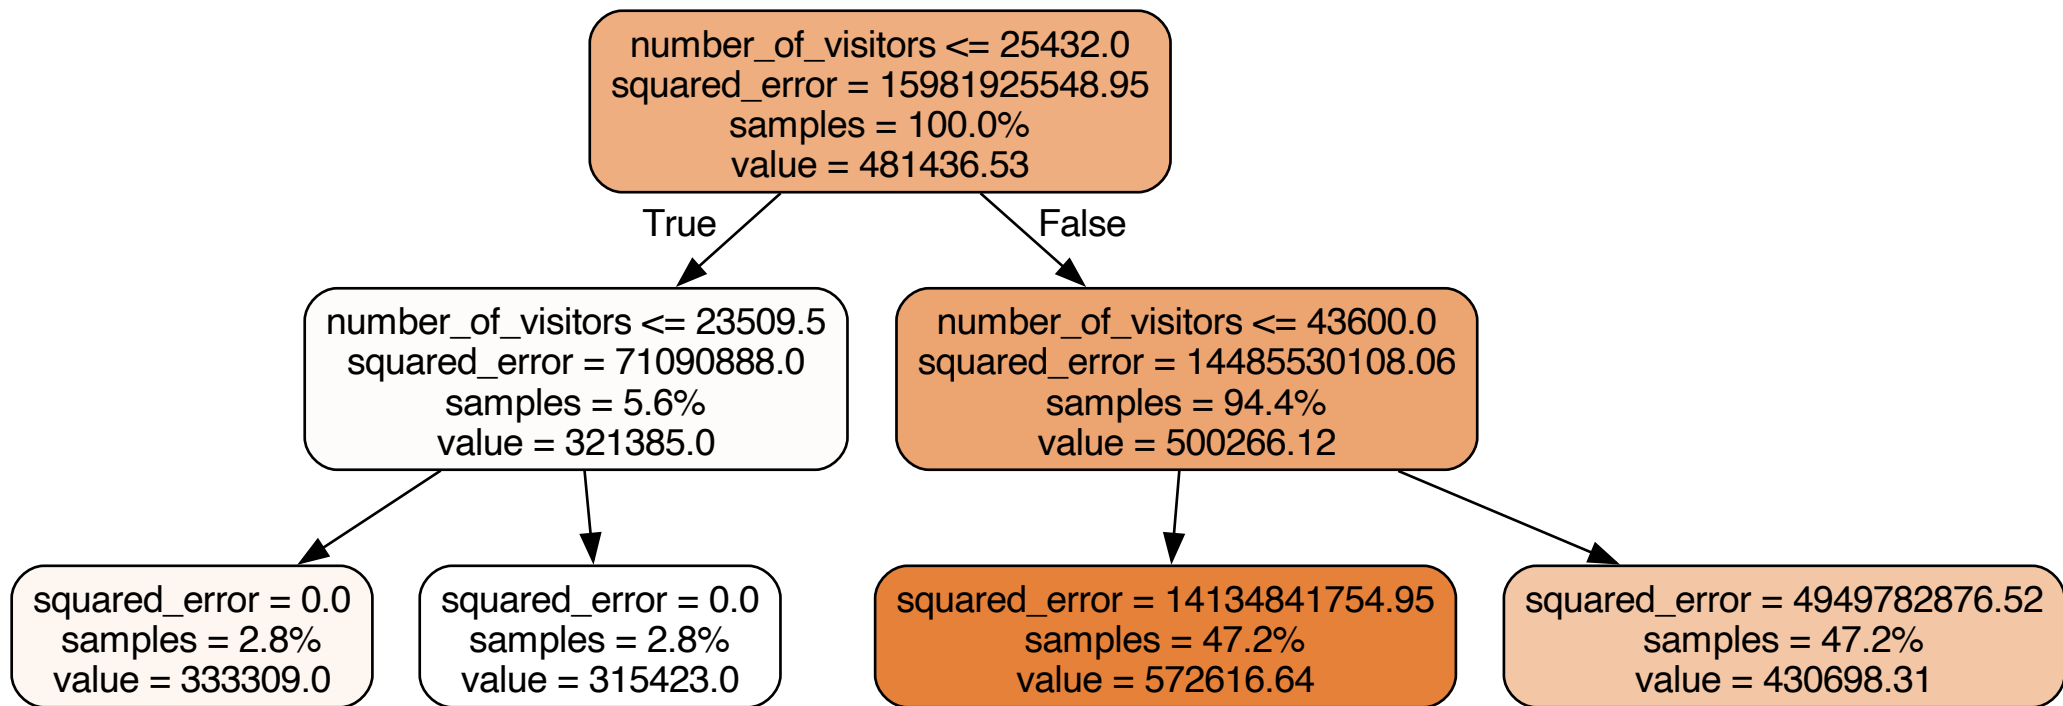 number_of_visitors <= 25432.0
squared_error = 15981925548.95
samples = 100.0%
value = 481436.53
True
False
number_of_visitors <= 23509.5
squared_error = 71090888.0
samples = 5.6%
value = 321385.0
number_of_visitors <= 43600.0
squared_error = 14485530108.06
samples = 94.4%
value = 500266.12
squared_error = 0.0
samples = 2.8%
value = 333309.0
squared_error = 0.0
samples = 2.8%
value = 315423.0
squared_error = 14134841754.95
samples = 47.2%
value = 572616.64
squared_error = 4949782876.52
samples = 47.2%
value = 430698.31